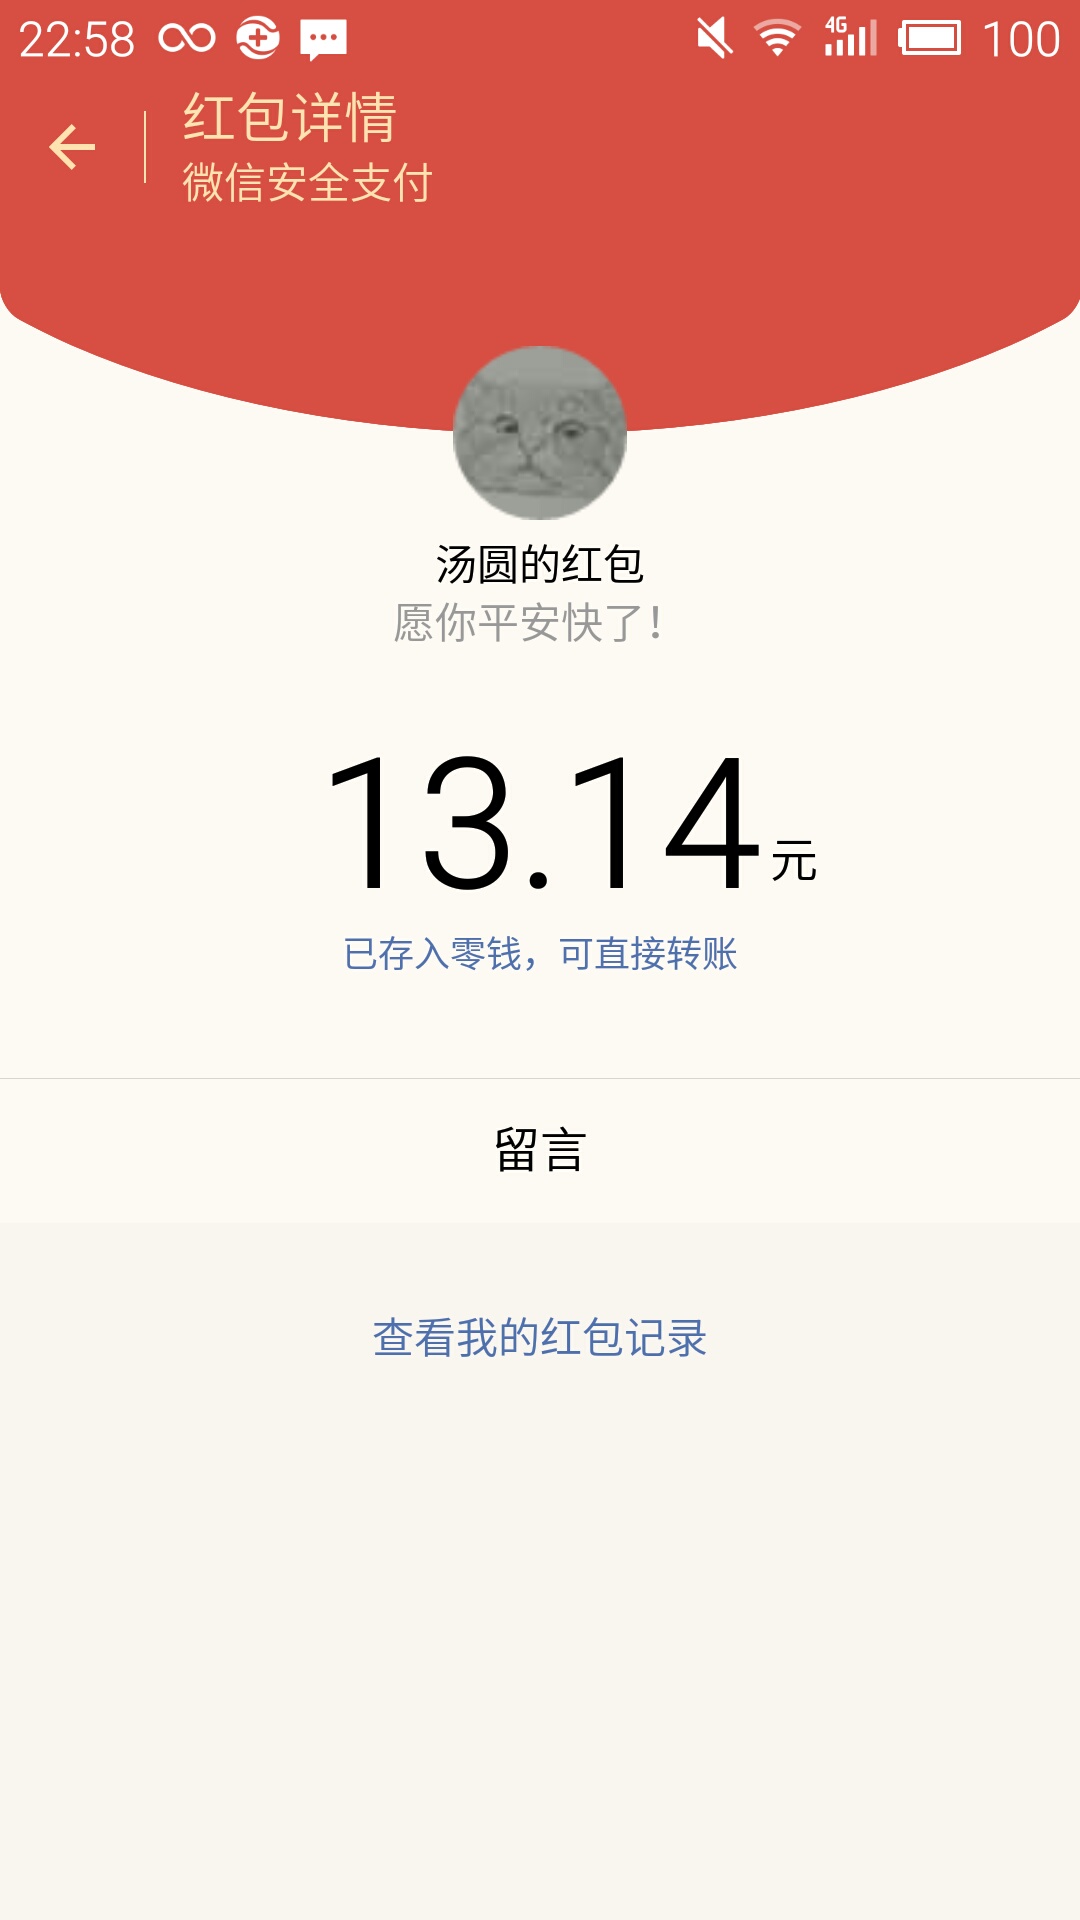 22:58
4G
100
红包详情
微信安全支付
汤圆的红包
愿你平安快了!
13.14元
已存入零钱，可直接转账
留言
查看我的红包记录